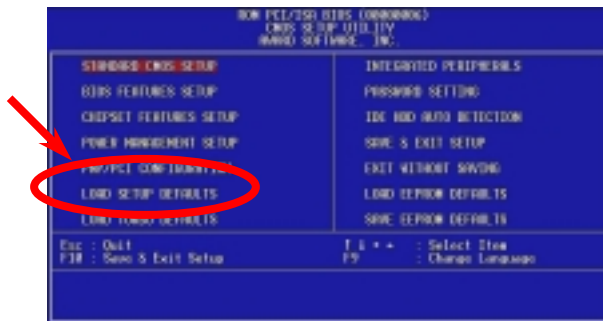 ROM PCI/ISA BIOS (00000006)
CMOS SETUP UTILITY
AWARD SOFTWARE, INC.
STANDARD CMOS SETUP
BIOS FEATURES SETUP
CHIPSET FEATURES SETUP
POWER MANAGEMENT SETUP
PNP/PCI CONFIGURATION
LOAD SETUP DEFAULTS
LOAD TURBO DEFAULTS
INTEGRATED PERIPHERALS
PASSWORD SETTING
IDE HDD AUTO DETECTION
SAVE & EXIT SETUP
EXIT WITHOUT SAVING
LOAD EEPROM DEFAULTS
SAVE EEPROM DEFAULTS
Esc : Quit
F10 : Save & Exit Setup
↑ ↓ → ← : Select Item
F9 : Change Language